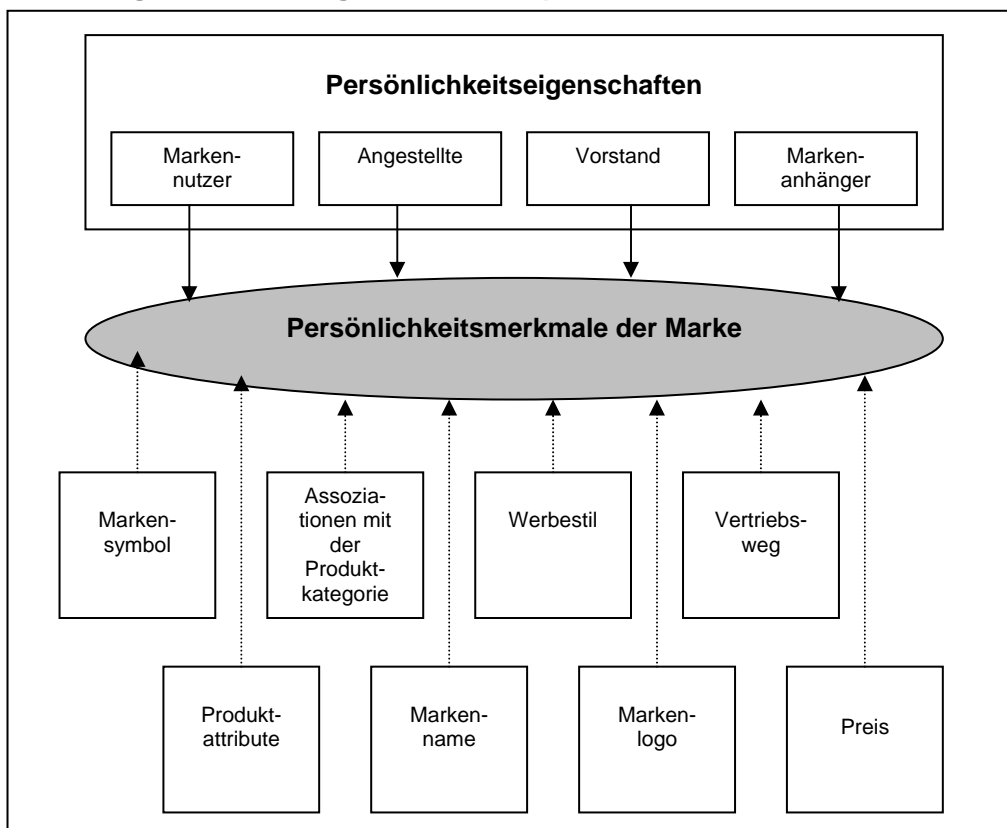 Persönlichkeitseigenschaften
Marken-
nutzer
Angestellte
Vorstand
Marken-
anhänger
Persönlichkeitsmerkmale der Marke
Marken-
symbol
Assozia-
tionen mit
der
Produkt-
kategorie
Werbestil
Vertriebs-
weg
Produkt-
attribute
Marken-
name
Marken-
logo
Preis